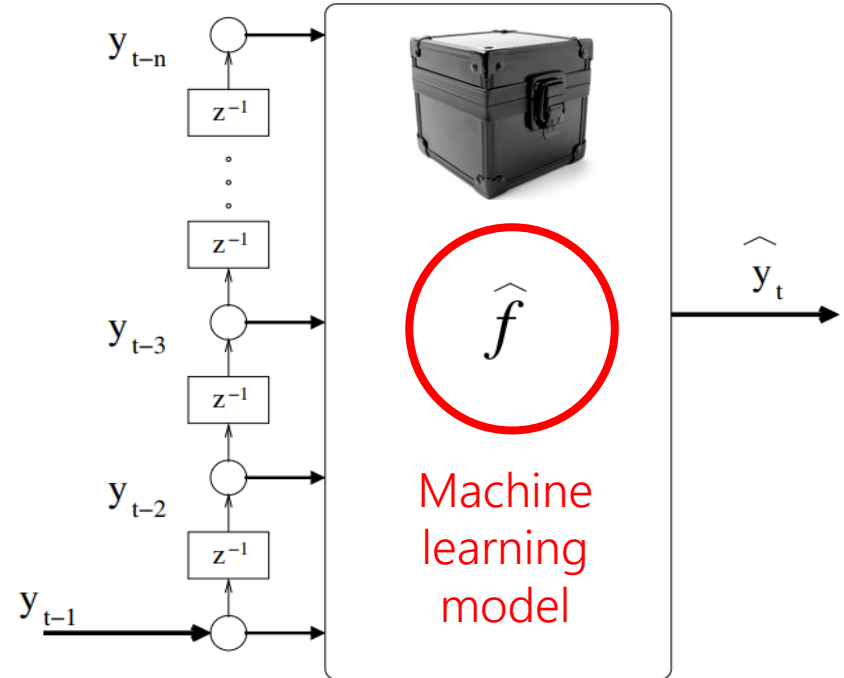 y t−n
z⁻¹
z⁻¹
y t−3
z⁻¹
y t−2
z⁻¹
y t−1
f̂
Machine
learning
model
ŷ t